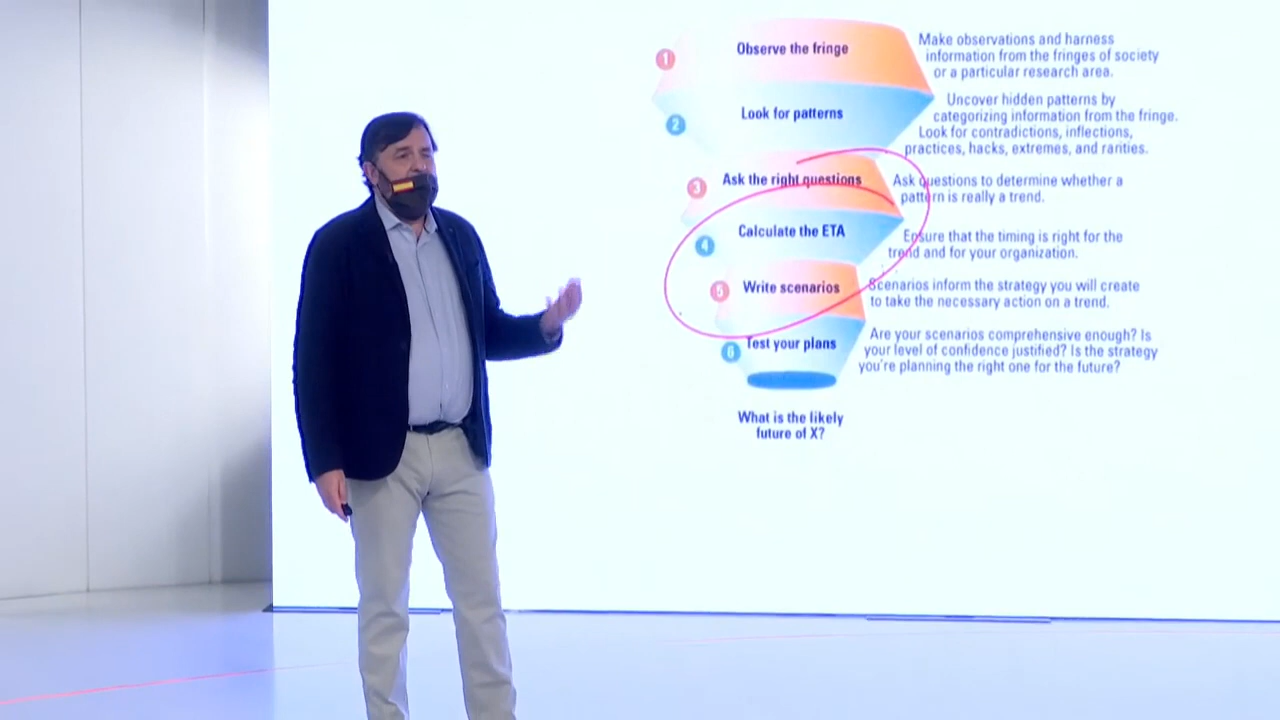 1
Observe the fringe
Make observations and harness
information from the fringes of society
or a particular research area.
2
Look for patterns
Uncover hidden patterns by
categorizing information from the fringe.
Look for contradictions, inflections,
practices, hacks, extremes, and rarities.
3
Ask the right questions
Ask questions to determine whether a
pattern is really a trend.
4
Calculate the ETA
Ensure that the timing is right for the
trend and for your organization.
5
Write scenarios
Scenarios inform the strategy you will create
to take the necessary action on a trend.
6
Test your plans
Are your scenarios comprehensive enough? Is
your level of confidence justified? Is the strategy
you're planning the right one for the future?
What is the likely
future of X?